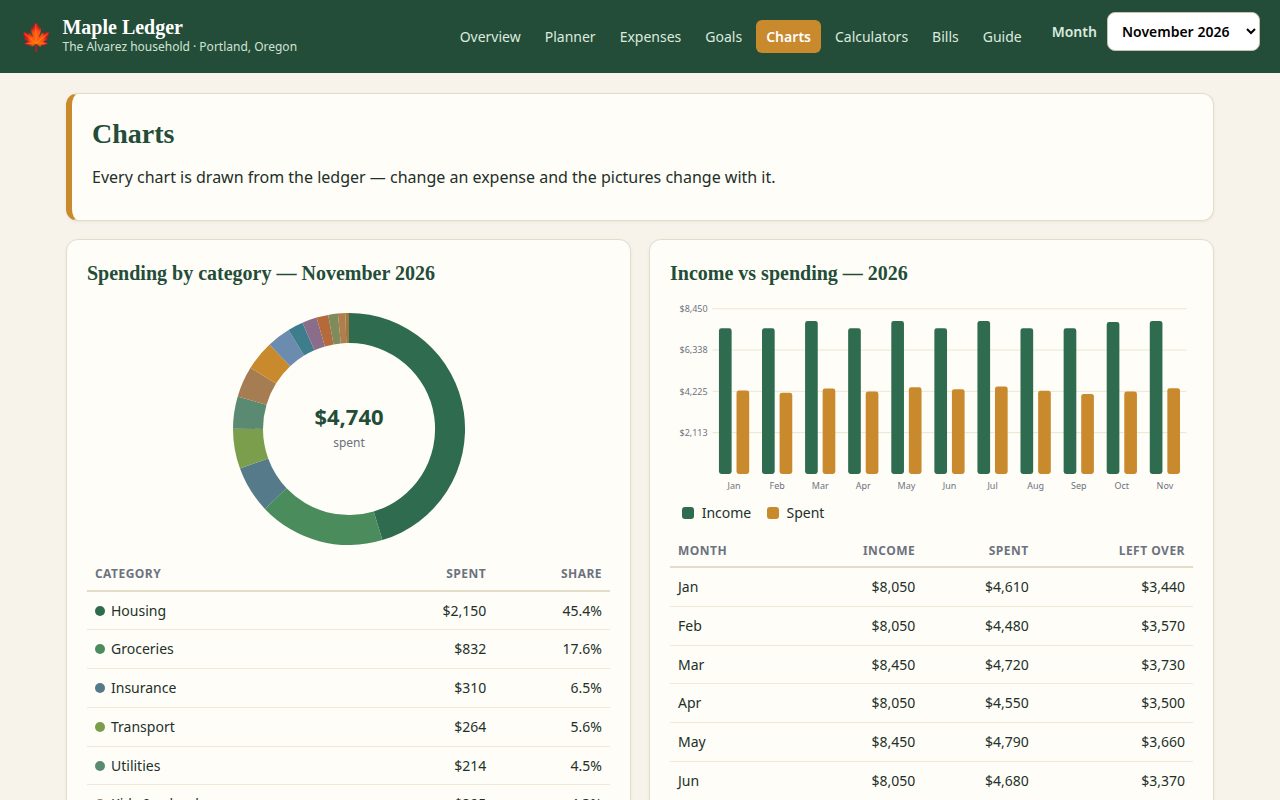 Maple Ledger
The Alvarez household · Portland, Oregon
Overview Planner Expenses Goals Charts Calculators Bills Guide Month November 2026
Charts
Every chart is drawn from the ledger — change an expense and the pictures change with it.
Spending by category — November 2026
$4,740
spent
CATEGORY SPENT SHARE
Housing $2,150 45.4%
Groceries $832 17.6%
Insurance $310 6.5%
Transport $264 5.6%
Utilities $214 4.5%
Income vs spending — 2026
$8,450
$6,338
$4,225
$2,113
Jan Feb Mar Apr May Jun Jul Aug Sep Oct Nov
Income Spent
MONTH INCOME SPENT LEFT OVER
Jan $8,050 $4,610 $3,440
Feb $8,050 $4,480 $3,570
Mar $8,450 $4,720 $3,730
Apr $8,050 $4,550 $3,500
May $8,450 $4,790 $3,660
Jun $8,050 $4,680 $3,370